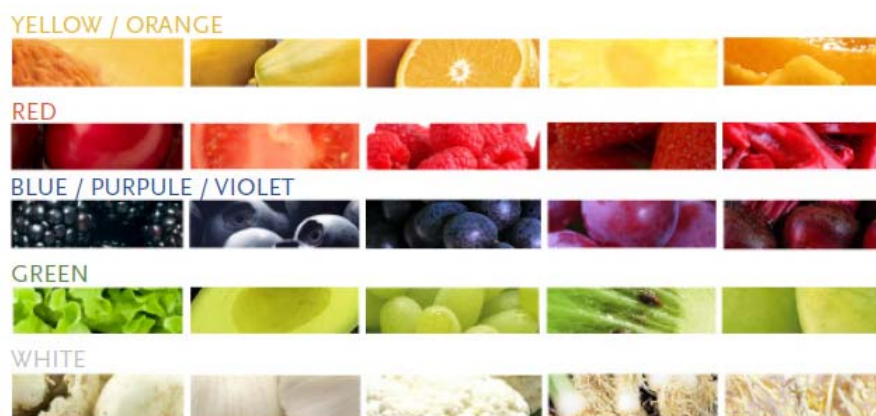 YELLOW / ORANGE
RED
BLUE / PURPULE / VIOLET
GREEN
WHITE